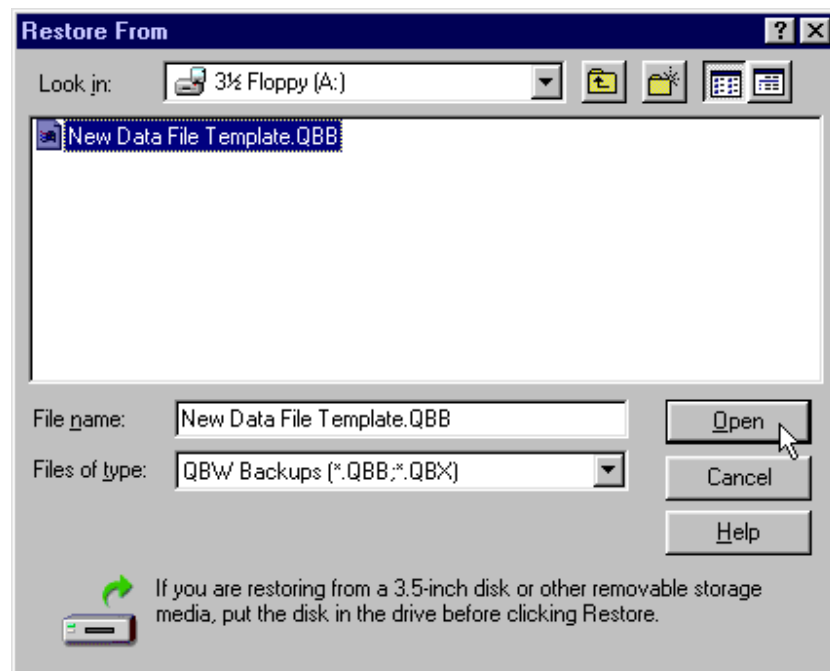 Restore From
Look in: 3½ Floppy (A:)
New Data File Template.QBB
File name: New Data File Template.QBB Open
Files of type: QBW Backups (*.QBB;*.QBX) Cancel
Help
If you are restoring from a 3.5-inch disk or other removable storage
media, put the disk in the drive before clicking Restore.